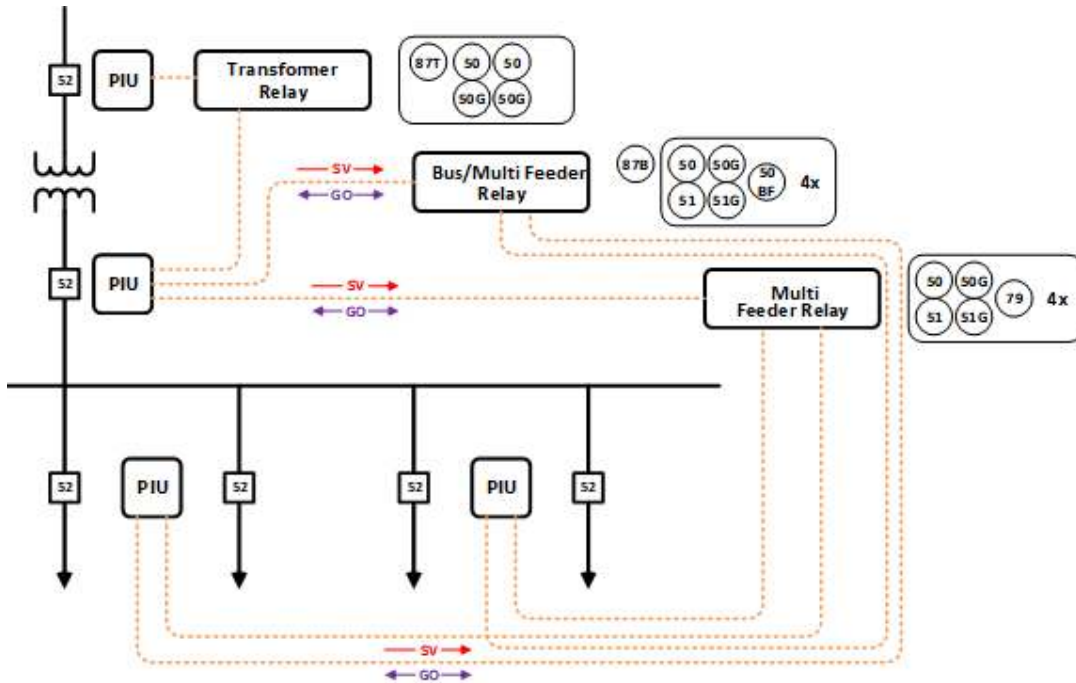 52
PIU
Transformer
Relay
87T
50
50
50G
50G
SV
GO
Bus/Multi Feeder
Relay
87B
50
50G
50
BF
51
51G
4x
52
PIU
SV
GO
Multi
Feeder Relay
50
50G
79
51
51G
4x
52
PIU
52
52
PIU
52
SV
GO